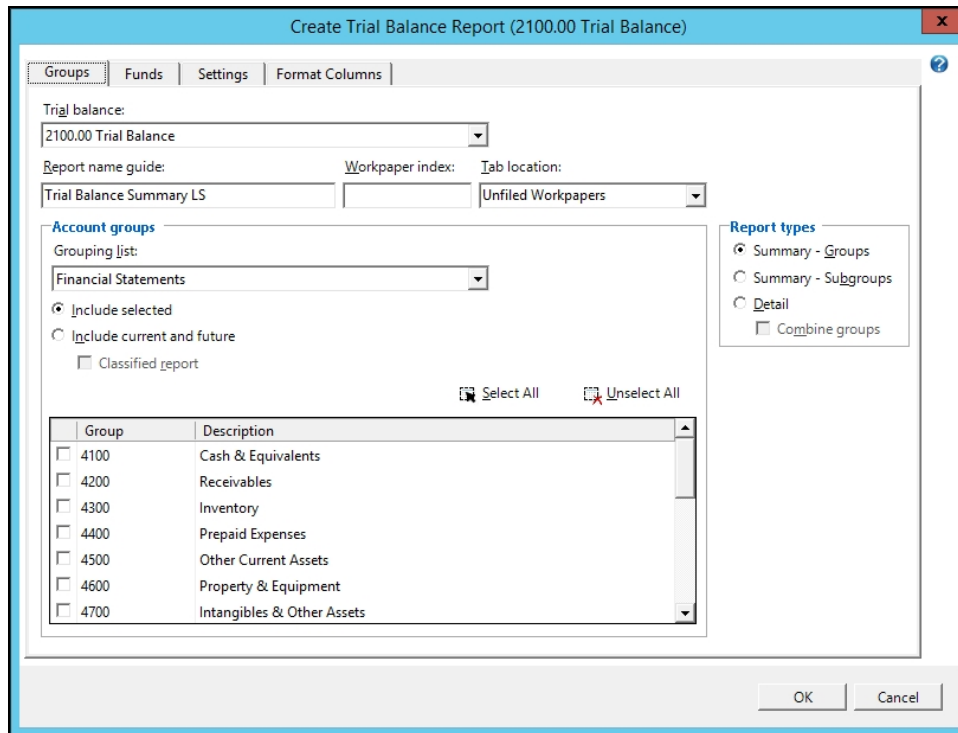 Create Trial Balance Report (2100.00 Trial Balance)
x
?
Groups Funds Settings Format Columns
Trial balance:
2100.00 Trial Balance
Report name guide: Workpaper index: Tab location:
Trial Balance Summary LS Unfiled Workpapers
Account groups
Grouping list:
Financial Statements
Include selected
Include current and future
Classified report
Select All Unselect All
Group Description
4100 Cash & Equivalents
4200 Receivables
4300 Inventory
4400 Prepaid Expenses
4500 Other Current Assets
4600 Property & Equipment
4700 Intangibles & Other Assets
Report types
Summary - Groups
Summary - Subgroups
Detail
Combine groups
OK Cancel